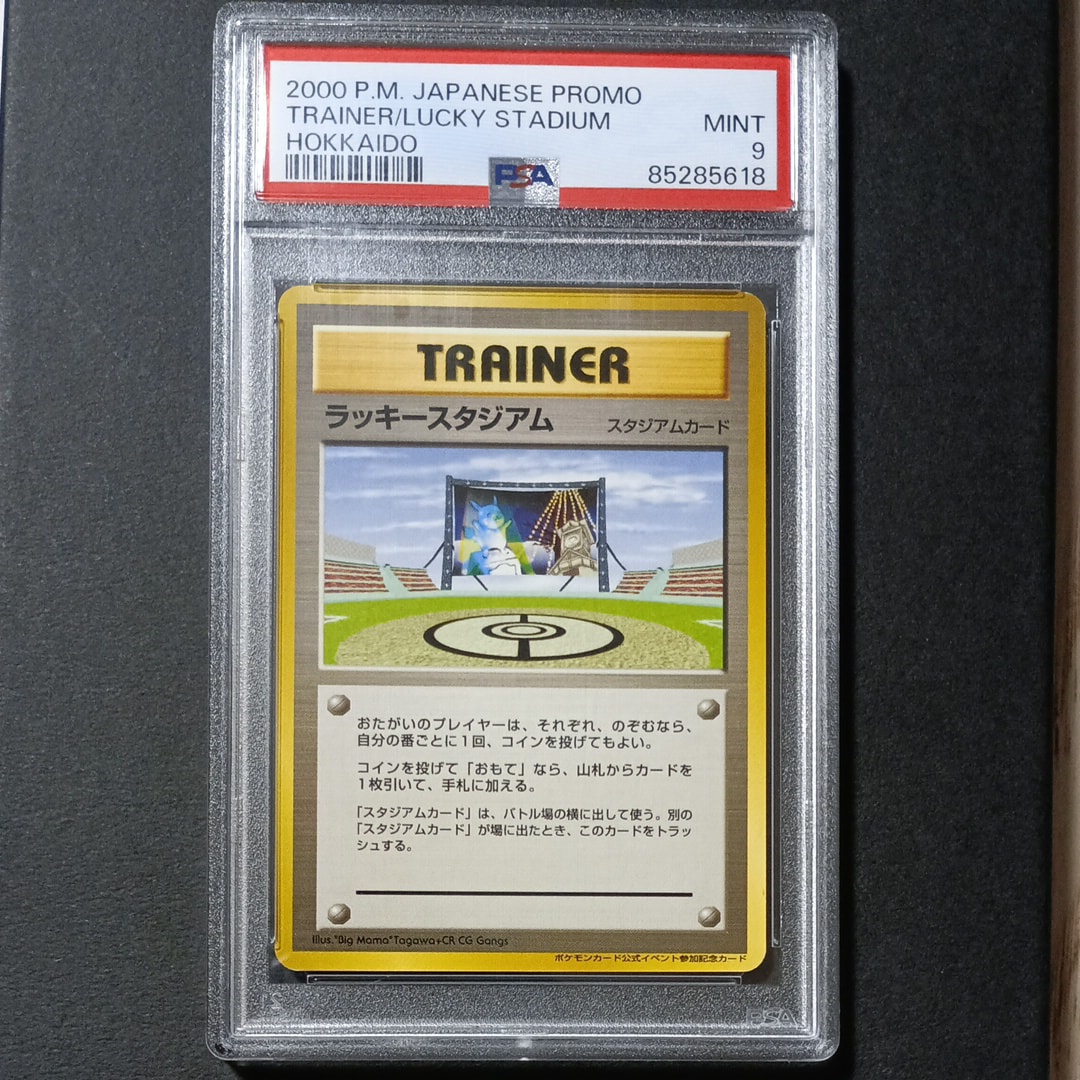 2000 P.M. JAPANESE PROMO
TRAINER/LUCKY STADIUM
HOKKAIDO
MINT
9
85285618
PSA
TRAINER
ラッキースタジアム
スタジアムカード
おたがいのプレイヤーは、それぞれ、のぞむなら、
自分の番ごとに1回、コインを投げてもよい。
コインを投げて「おもて」なら、山札からカードを
1枚引いて、手札に加える。
「スタジアムカード」は、バトル場の横に出して使う。別の
「スタジアムカード」が場に出たとき、このカードをトラッ
シュする。
Illus."Big Mama"Tagawa+CR CG Gangs
ポケモンカード公式イベント参加記念カード
PSA